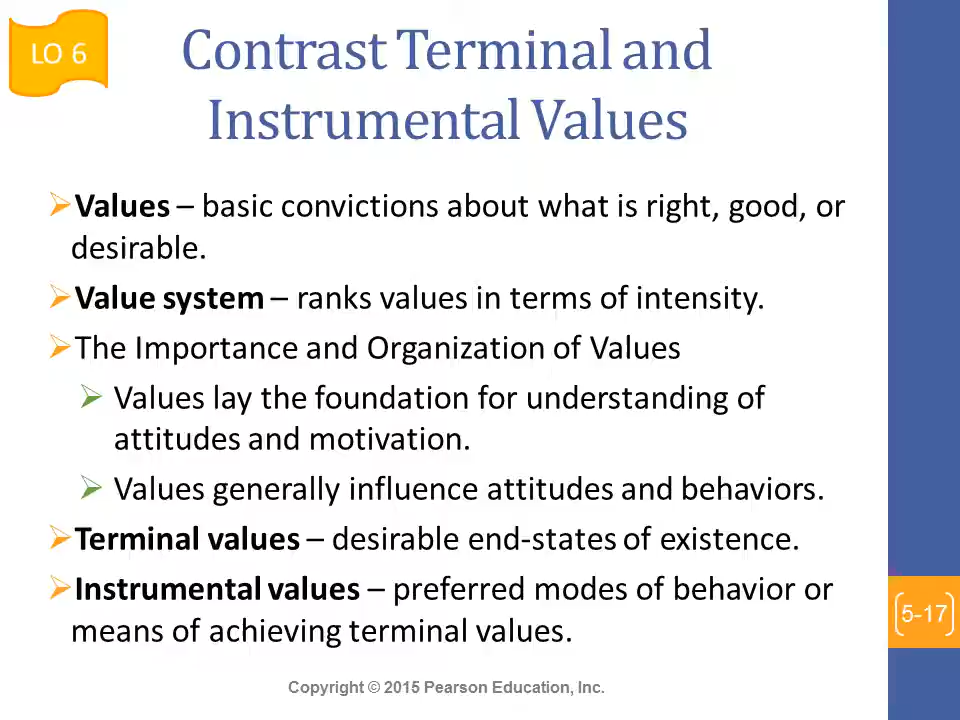 LO 6
Contrast Terminal and
Instrumental Values
Values – basic convictions about what is right, good, or
desirable.
Value system – ranks values in terms of intensity.
The Importance and Organization of Values
Values lay the foundation for understanding of
attitudes and motivation.
Values generally influence attitudes and behaviors.
Terminal values – desirable end-states of existence.
Instrumental values – preferred modes of behavior or
means of achieving terminal values.
5-17
Copyright © 2015 Pearson Education, Inc.